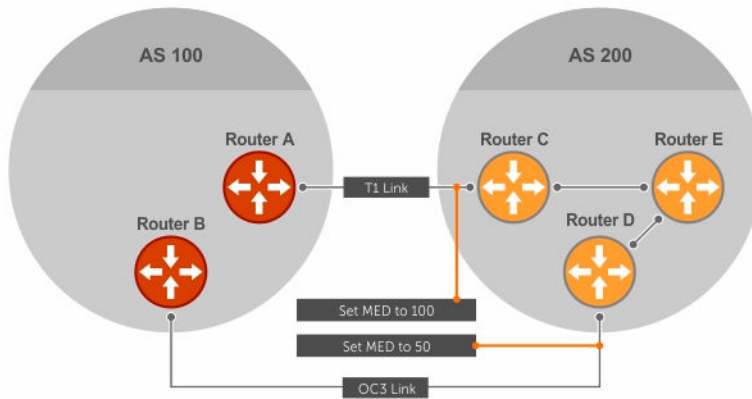 AS 100
AS 200
Router A
Router C
Router E
T1 Link
Router B
Router D
Set MED to 100
Set MED to 50
OC3 Link